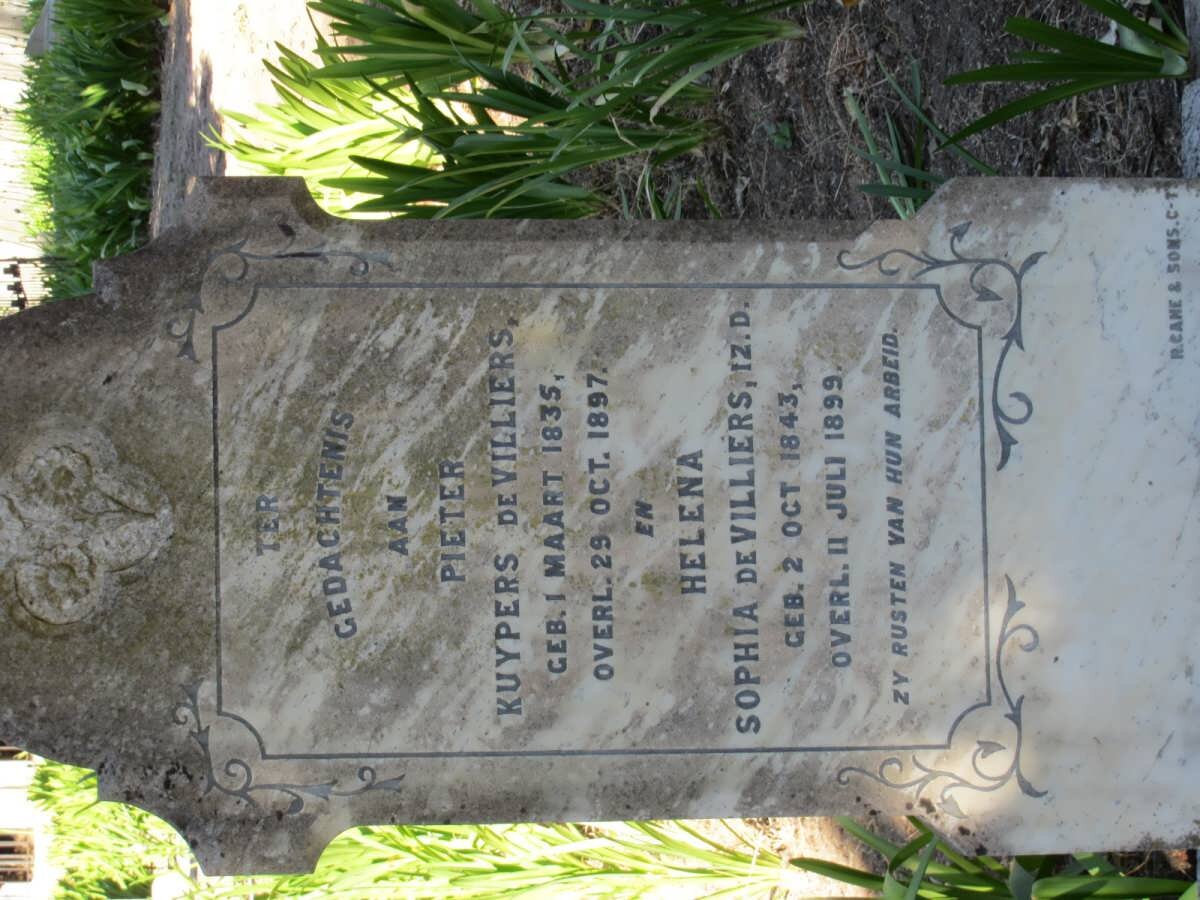 TER
GEDACHTENIS
AAN
PIETER
KUYPERS DE VILLIERS,
GEB. 1 MAART 1835,
OVERL. 29 OCT. 1897.
EN
HELENA
SOPHIA DE VILLIERS, IZ.D.
GEB. 2 OCT 1843,
OVERL. 11 JULI 1899.
ZY RUSTEN VAN HUN ARBEID.
R.CANE & SONS. C.T